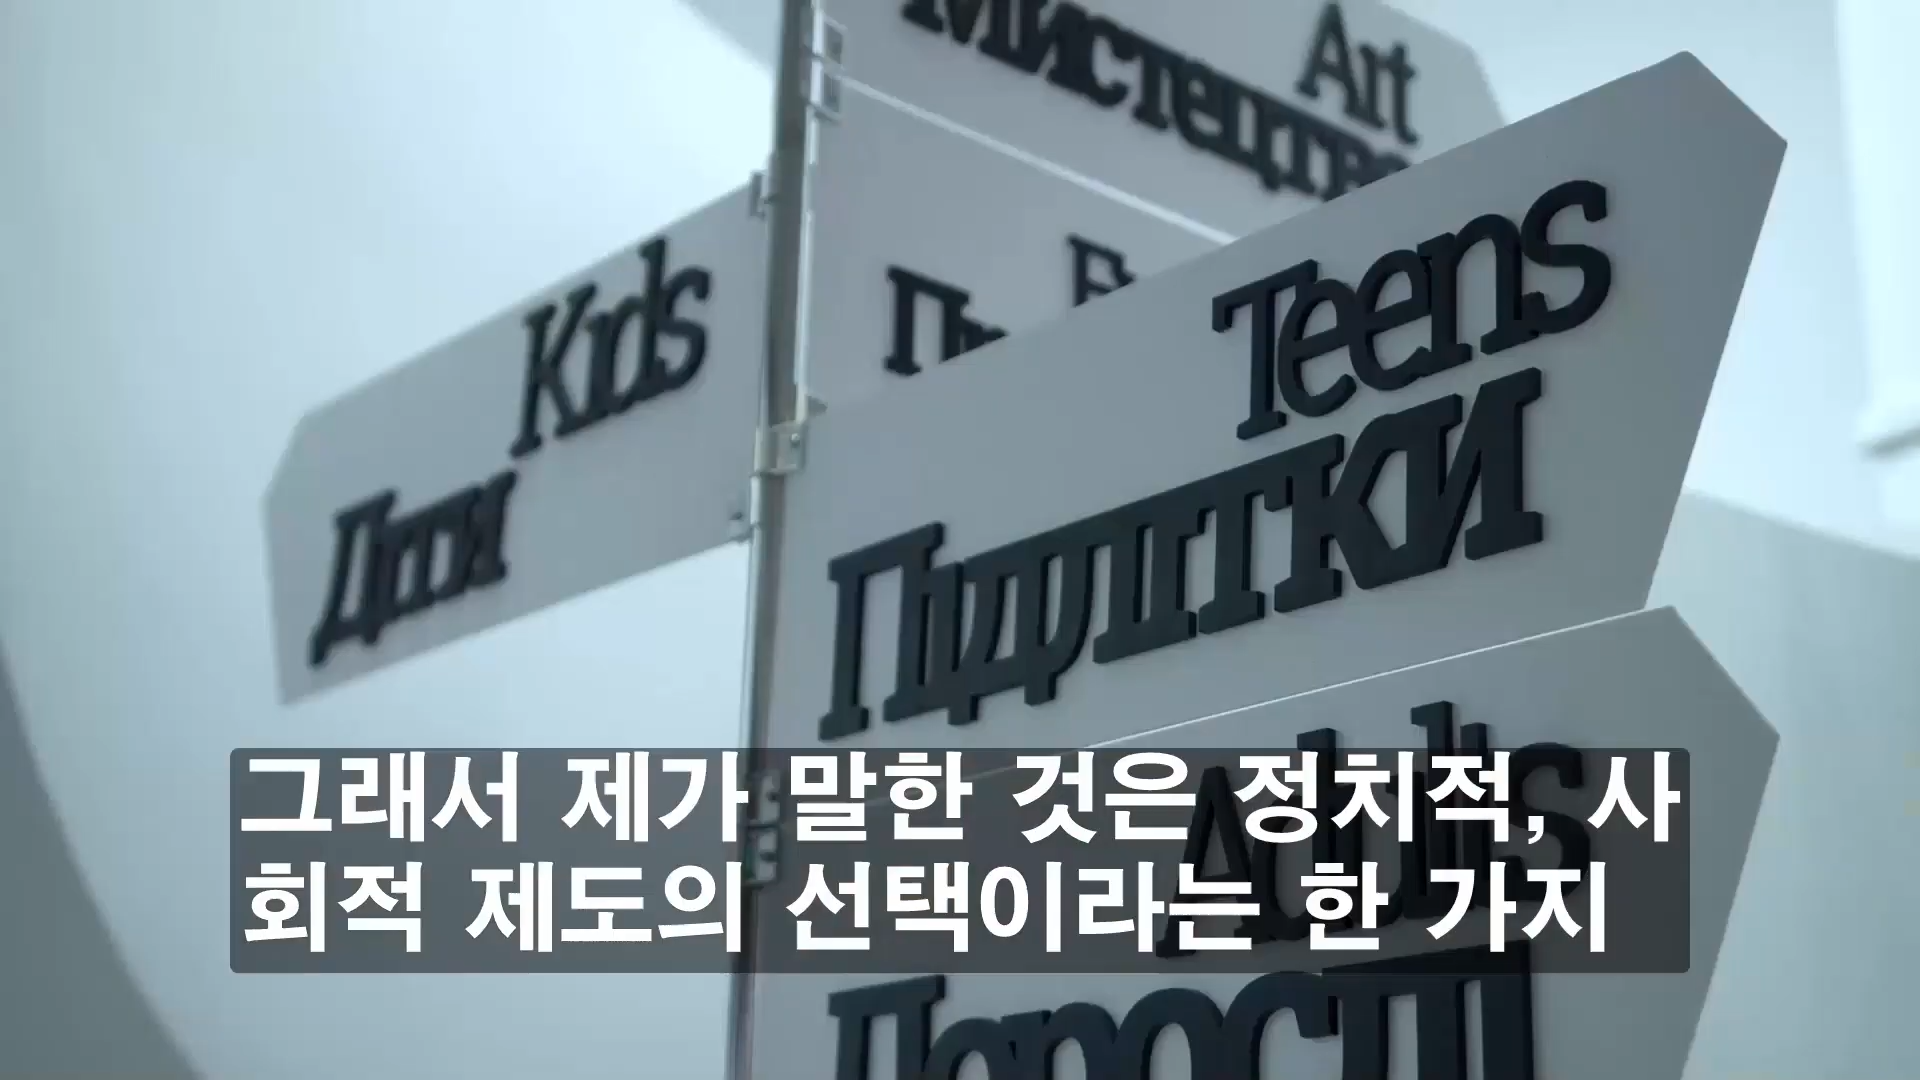 Art
Kids
Діти
Teens
Підлітки
Adults
그래서 제가 말한 것은 정치적, 사
회적 제도의 선택이라는 한 가지